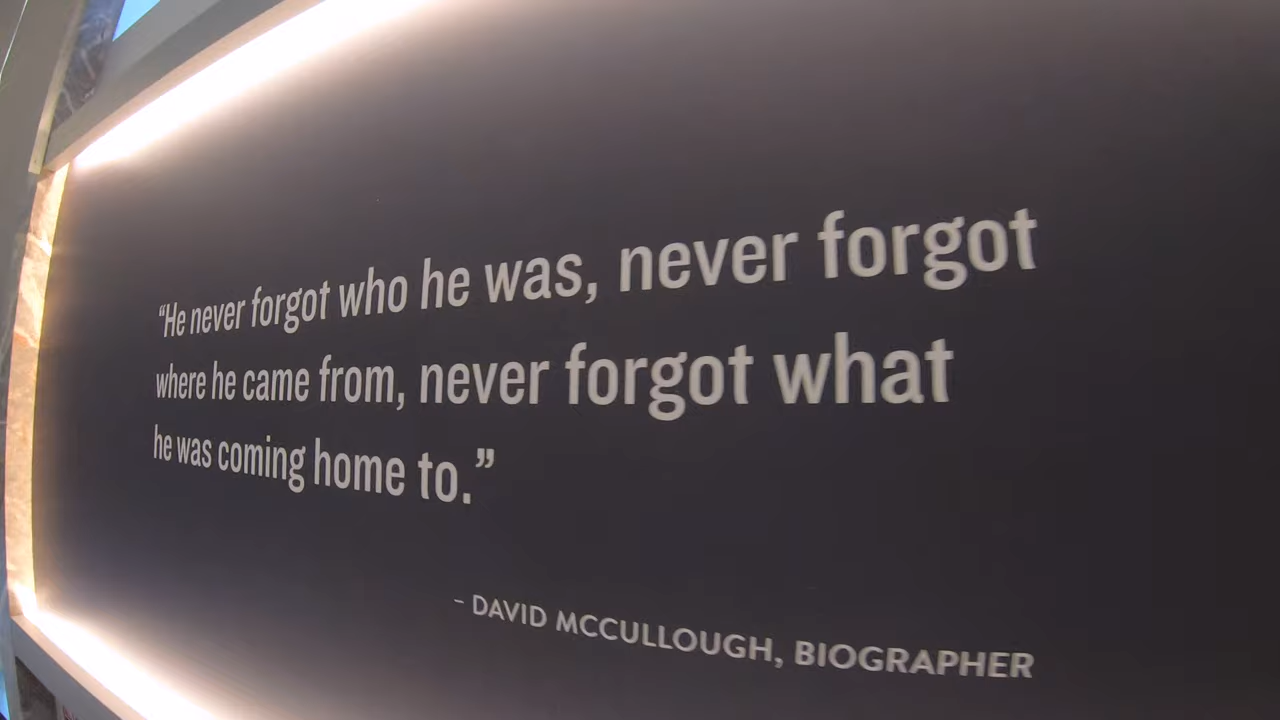 “He never forgot who he was, never forgot
where he came from, never forgot what
he was coming home to.”
– DAVID MCCULLOUGH, BIOGRAPHER